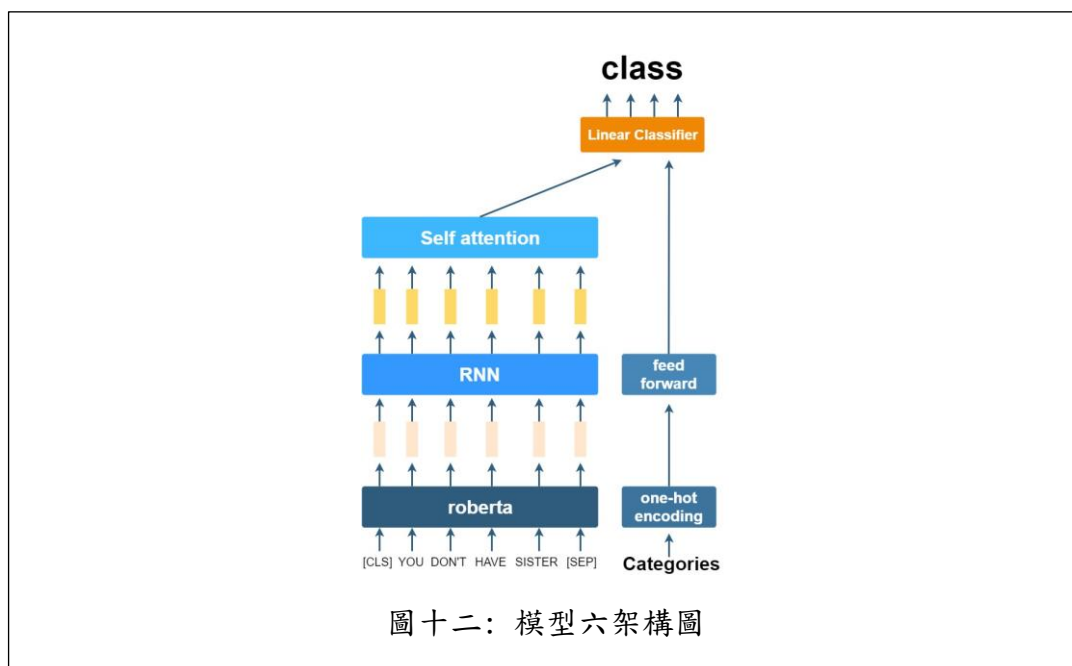 class
Linear Classifier
Self attention
RNN
feed
forward
roberta
one-hot
encoding
[CLS] YOU DON'T HAVE SISTER [SEP]
Categories
圖十二: 模型六架構圖